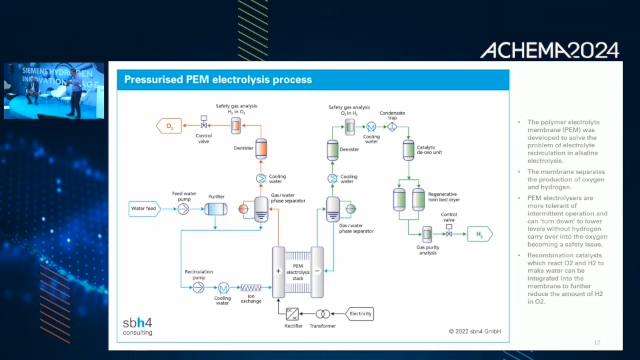 ACHEMA2024
SIEMENS HYDROGEN
INNOVATION STAGE
Pressurised PEM electrolysis process
Safety gas analysis
H₂ in O₂
O₂
Control
valve
Demister
Cooling
water
Feed water
pump
Purifier
Gas/water
phase separator
Water feed
Recirculation
pump
Cooling
water
Ion
exchange
+
PEM
electrolysis
stack
−
Rectifier
Transformer
Electricity
Safety gas analysis
O₂ in H₂
Condensate
trap
Cooling
water
Demister
Catalytic
de-oxo unit
Cooling
water
Regenerative
twin bed dryer
Gas/water
phase separator
Control
valve
Gas purity
analysis
H₂
sbh4
consulting
© 2022 sbh4 GmbH
• The polymer electrolyte
membrane (PEM) was
developed to solve the
problem of electrolyte
recirculation in alkaline
electrolysis.
• The membrane separates
the production of oxygen
and hydrogen.
• PEM electrolysers are
more tolerant of
intermittent operation and
can 'turn down' to lower
levels without hydrogen
carry over into the oxygen
becoming a safety issue.
• Recombination catalysts
which react O2 and H2 to
make water can be
integrated into the
membrane to further
reduce the amount of H2
in O2.
17